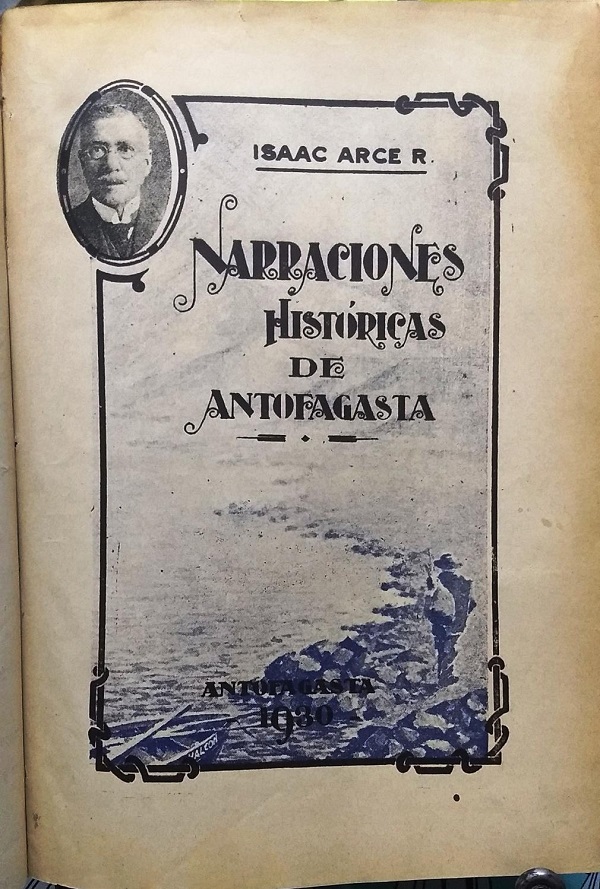 ISAAC ARCE R.
NARRACIONES
HISTÓRICAS
DE
ANTOFAGASTA
ANTOFAGASTA
1930